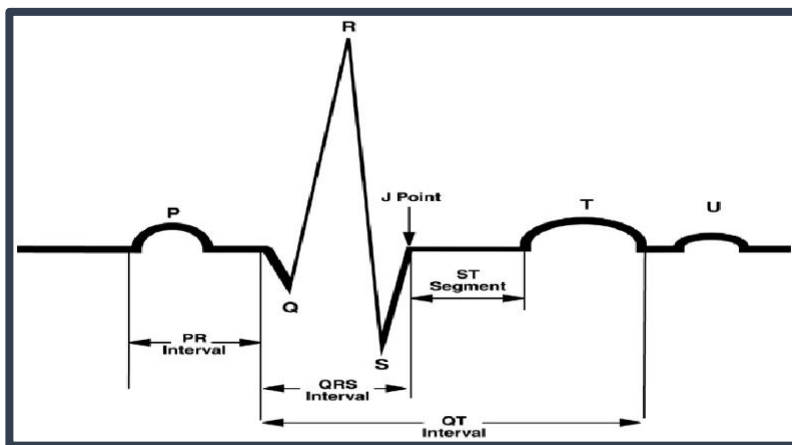 R
J Point
P
T
U
Q
ST
Segment
PR
Interval
S
QRS
Interval
QT
Interval